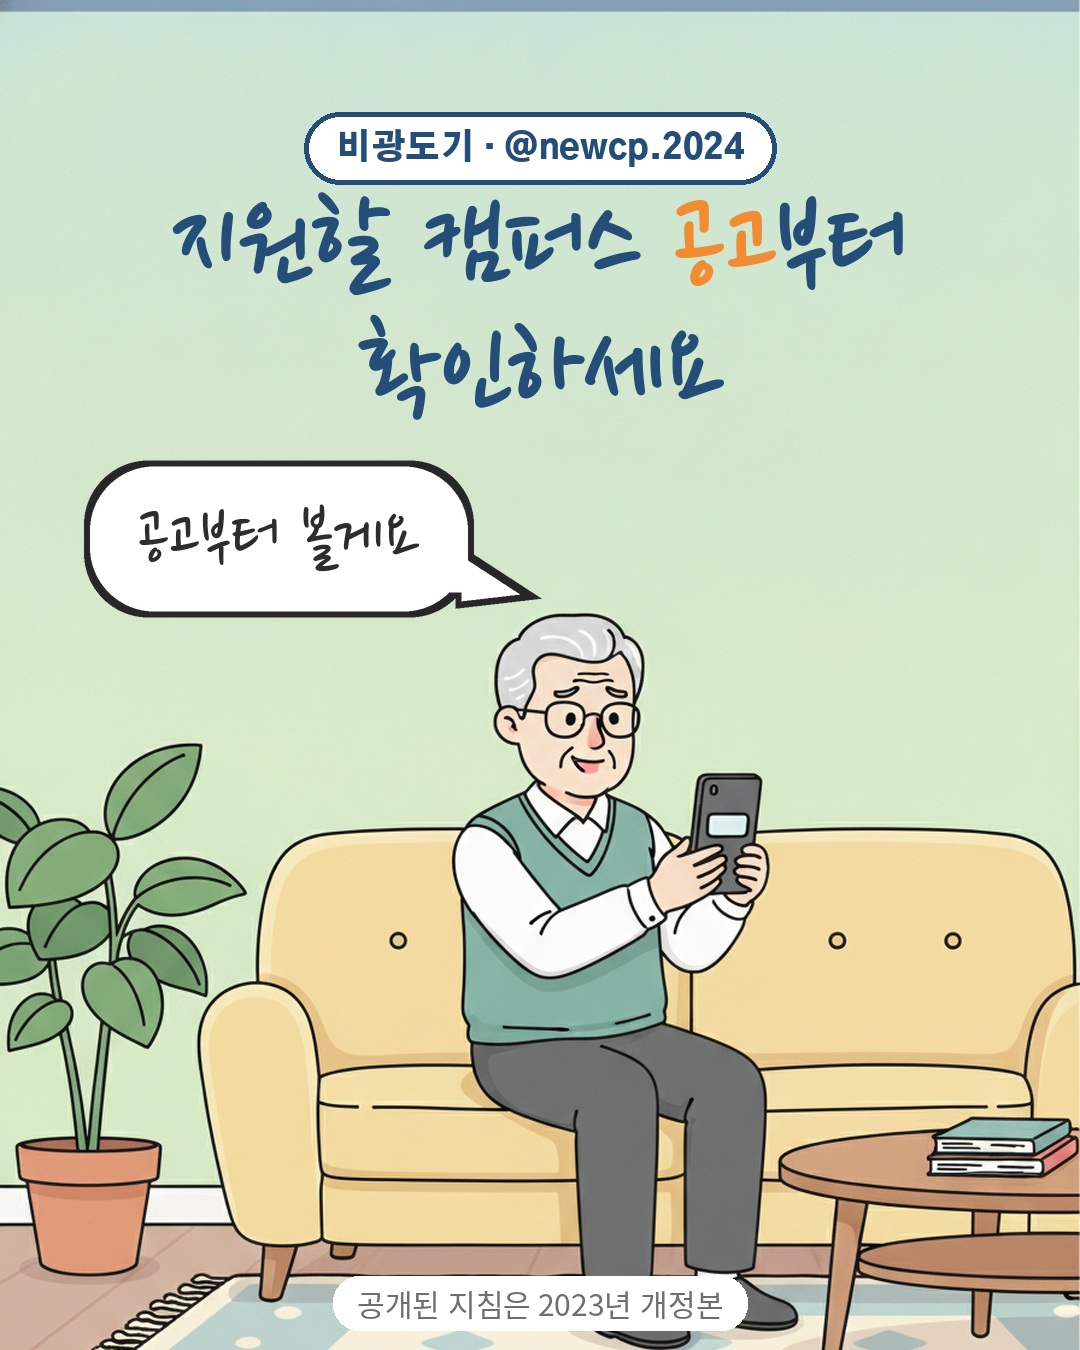 비광도기 · @newcp.2024
지원할 캠퍼스 공고부터
확인하세요
공고부터 볼게요
공개된 지침은 2023년 개정본